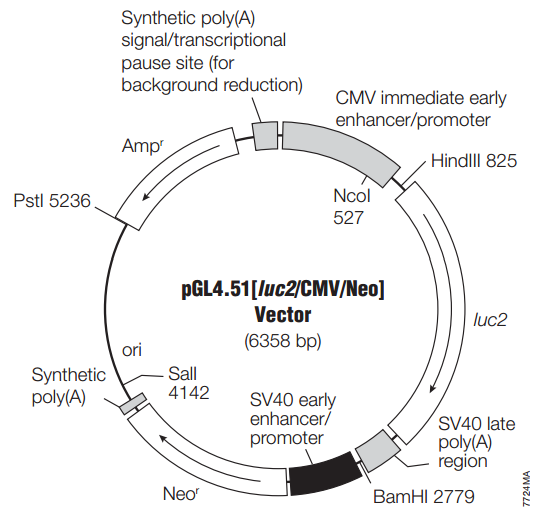 Synthetic poly(A)
signal/transcriptional
pause site (for
background reduction)
CMV immediate early
enhancer/promoter
Ampʳ
HindIII 825
PstI 5236
NcoI
527
pGL4.51[luc2/CMV/Neo]
Vector
(6358 bp)
luc2
ori
Synthetic
poly(A)
SalI
4142
SV40 early
enhancer/
promoter
SV40 late
poly(A)
region
Neoʳ
BamHI 2779
7724MA